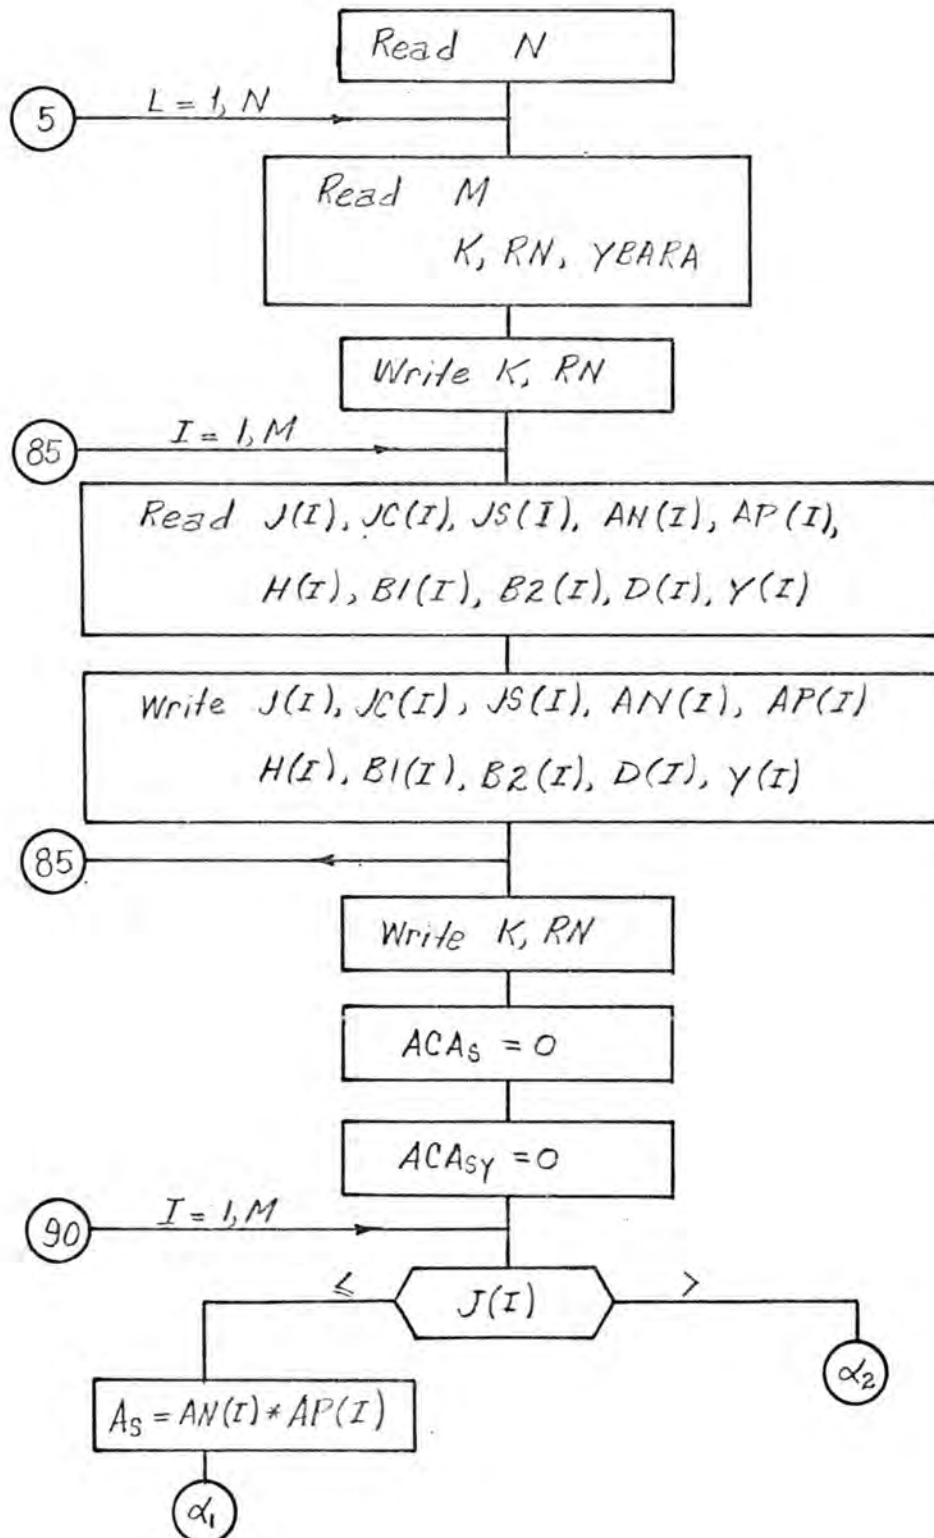 Read N
5
L = 1, N
Read M
K, RN, YBARA
Write K, RN
85
I = 1, M
Read J(I), JC(I), JS(I), AN(I), AP(I),
H(I), B1(I), B2(I), D(I), Y(I)
Write J(I), JC(I), JS(I), AN(I), AP(I)
H(I), B1(I), B2(I), D(I), Y(I)
85
Write K, RN
ACAₛ = 0
ACA_SY = 0
90
I = 1, M
≤ J(I) >
α₂
Aₛ = AN(I) * AP(I)
α₁